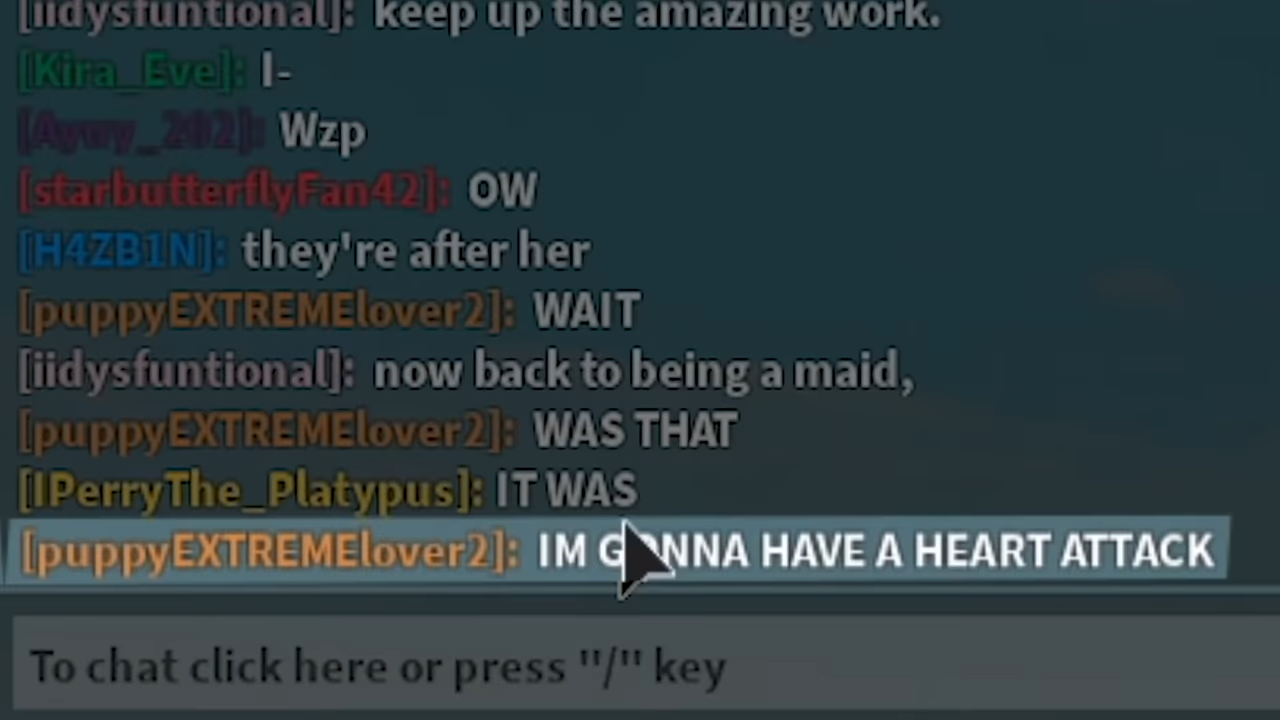 [iidysfuntional]: keep up the amazing work.
[Kira_Eve]: I-
[Aywy_202]: Wzp
[starbutterflyFan42]: OW
[H4ZB1N]: they're after her
[puppyEXTREMElover2]: WAIT
[iidysfuntional]: now back to being a maid,
[puppyEXTREMElover2]: WAS THAT
[IPerryThe_Platypus]: IT WAS
[puppyEXTREMElover2]: IM GONNA HAVE A HEART ATTACK
To chat click here or press "/" key